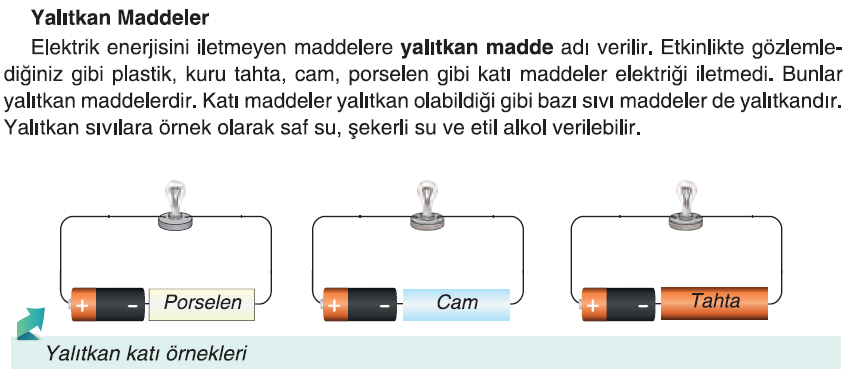 Yalıtkan Maddeler
Elektrik enerjisini iletmeyen maddelere yalıtkan madde adı verilir. Etkinlikte gözlemle-
diğiniz gibi plastik, kuru tahta, cam, porselen gibi katı maddeler elektriği iletmedi. Bunlar
yalıtkan maddelerdir. Katı maddeler yalıtkan olabildiği gibi bazı sıvı maddeler de yalıtkandır.
Yalıtkan sıvılara örnek olarak saf su, şekerli su ve etil alkol verilebilir.
+ - Porselen
+ - Cam
+ - Tahta
Yalıtkan katı örnekleri